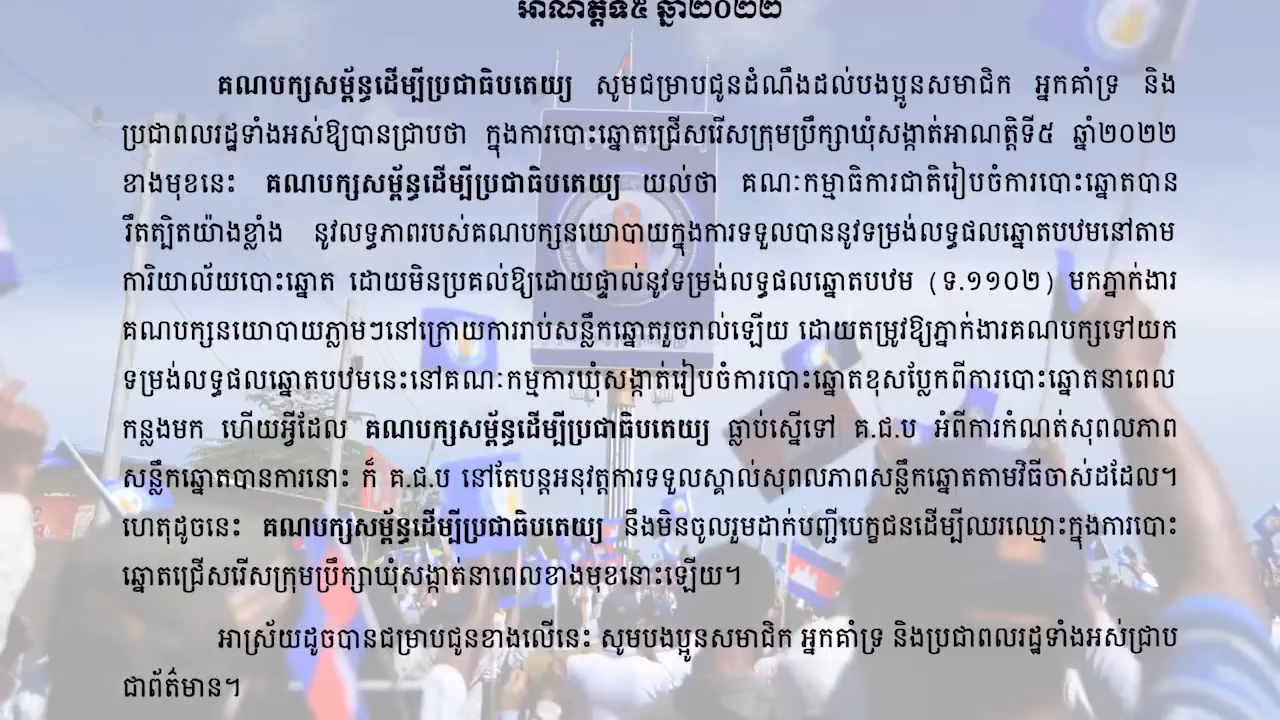 អាណត្តិទី៥ ឆ្នាំ២០២២
គណបក្សសម្ព័ន្ធដើម្បីប្រជាធិបតេយ្យ សូមជម្រាបជូនដំណឹងដល់បងប្អូនសមាជិក អ្នកគាំទ្រ និង
ប្រជាពលរដ្ឋទាំងអស់ឱ្យបានជ្រាបថា ក្នុងការបោះឆ្នោតជ្រើសរើសក្រុមប្រឹក្សាឃុំសង្កាត់អាណត្តិទី៥ ឆ្នាំ២០២២
ខាងមុខនេះ គណបក្សសម្ព័ន្ធដើម្បីប្រជាធិបតេយ្យ យល់ថា គណៈកម្មាធិការជាតិរៀបចំការបោះឆ្នោតបាន
រឹតត្បិតយ៉ាងខ្លាំង នូវលទ្ធភាពរបស់គណបក្សនយោបាយក្នុងការទទួលបាននូវទម្រង់លទ្ធផលឆ្នោតបឋមនៅតាម
ការិយាល័យបោះឆ្នោត ដោយមិនប្រគល់ឱ្យដោយផ្ទាល់នូវទម្រង់លទ្ធផលឆ្នោតបឋម (ទ.១១០២) មកភ្នាក់ងារ
គណបក្សនយោបាយភ្លាមៗនៅក្រោយការរាប់សន្លឹកឆ្នោតរួចរាល់ឡើយ ដោយតម្រូវឱ្យភ្នាក់ងារគណបក្សទៅយក
ទម្រង់លទ្ធផលឆ្នោតបឋមនេះនៅគណៈកម្មការឃុំសង្កាត់រៀបចំការបោះឆ្នោតខុសប្លែកពីការបោះឆ្នោតនាពេល
កន្លងមក ហើយអ្វីដែល គណបក្សសម្ព័ន្ធដើម្បីប្រជាធិបតេយ្យ ធ្លាប់ស្នើទៅ គ.ជ.ប អំពីការកំណត់សុពលភាព
សន្លឹកឆ្នោតបានការនោះ ក៏ គ.ជ.ប នៅតែបន្តអនុវត្តការទទួលស្គាល់សុពលភាពសន្លឹកឆ្នោតតាមវិធីចាស់ដដែល។
ហេតុដូចនេះ គណបក្សសម្ព័ន្ធដើម្បីប្រជាធិបតេយ្យ នឹងមិនចូលរួមដាក់បញ្ជីបេក្ខជនដើម្បីឈរឈ្មោះក្នុងការបោះ
ឆ្នោតជ្រើសរើសក្រុមប្រឹក្សាឃុំសង្កាត់នាពេលខាងមុខនោះឡើយ។
អាស្រ័យដូចបានជម្រាបជូនខាងលើនេះ សូមបងប្អូនសមាជិក អ្នកគាំទ្រ និងប្រជាពលរដ្ឋទាំងអស់ជ្រាប
ជាព័ត៌មាន។